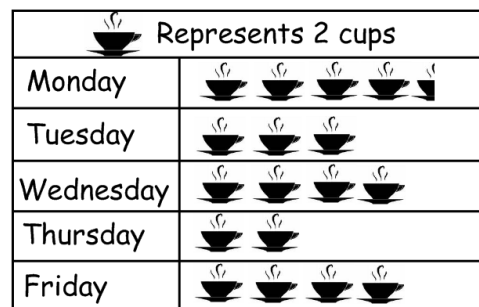 Represents 2 cups
Monday
Tuesday
Wednesday
Thursday
Friday